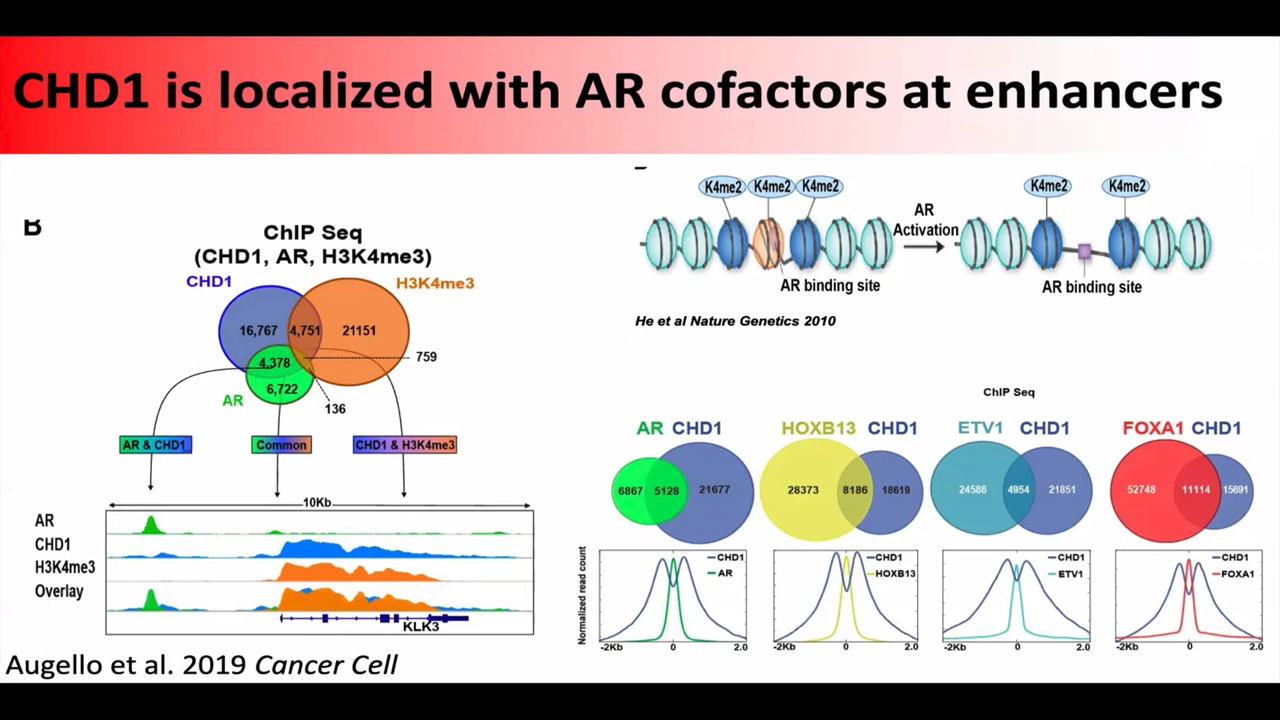 CHD1 is localized with AR cofactors at enhancers
B
ChIP Seq
(CHD1, AR, H3K4me3)
CHD1
H3K4me3
16,767
4,751
21151
759
4,378
6,722
AR
136
AR & CHD1
Common
CHD1 & H3K4me3
10Kb
AR
CHD1
H3K4me3
Overlay
KLK3
Augello et al. 2019 Cancer Cell
K4me2
K4me2
K4me2
AR
Activation
K4me2
K4me2
AR binding site
AR binding site
He et al Nature Genetics 2010
ChIP Seq
AR CHD1
HOXB13 CHD1
ETV1 CHD1
FOXA1 CHD1
6867 5128 21677
28373 8186 18619
24586 4954 21851
52748 11114 15691
Normalized read count
CHD1
AR
-2Kb 0 2.0
CHD1
HOXB13
-2Kb 0 2.0
CHD1
ETV1
-2Kb 0 2.0
CHD1
FOXA1
-2Kb 0 2.0